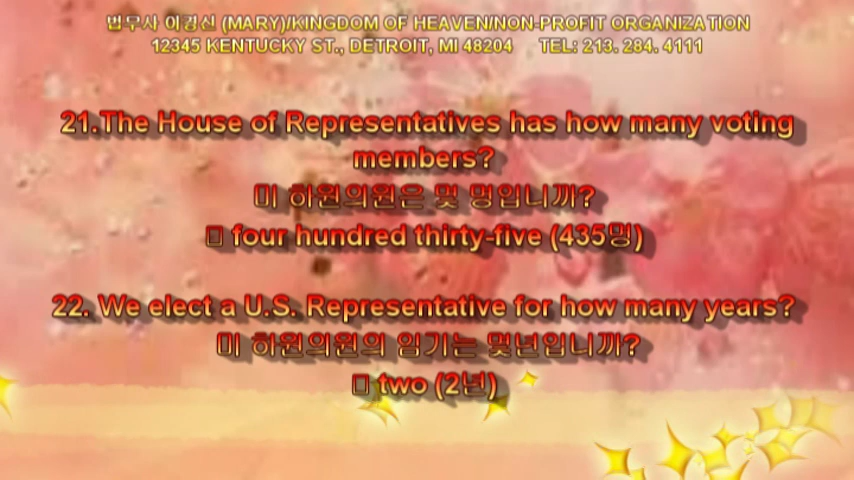 법무사 이경신 (MARY)/KINGDOM OF HEAVEN/NON-PROFIT ORGANIZATION
12345 KENTUCKY ST., DETROIT, MI 48204 TEL: 213. 284. 4111
21.The House of Representatives has how many voting
members?
미 하원의원은 몇 명입니까?
▯ four hundred thirty-five (435명)
22. We elect a U.S. Representative for how many years?
미 하원의원의 임기는 몇년입니까?
▯ two (2년)